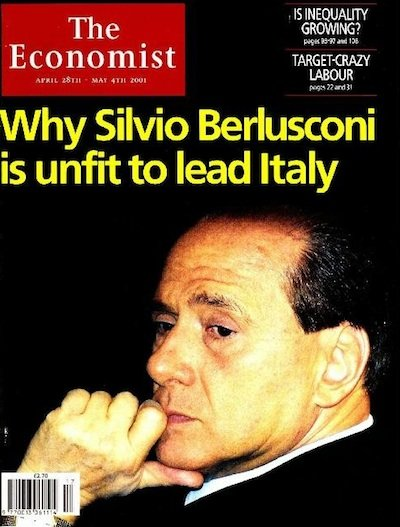 The
Economist
APRIL 28TH - MAY 4TH 2001
IS INEQUALITY
GROWING?
TARGET-CRAZY
LABOUR
pages 22 and 31
Why Silvio Berlusconi
is unfit to lead Italy
£2.70
17